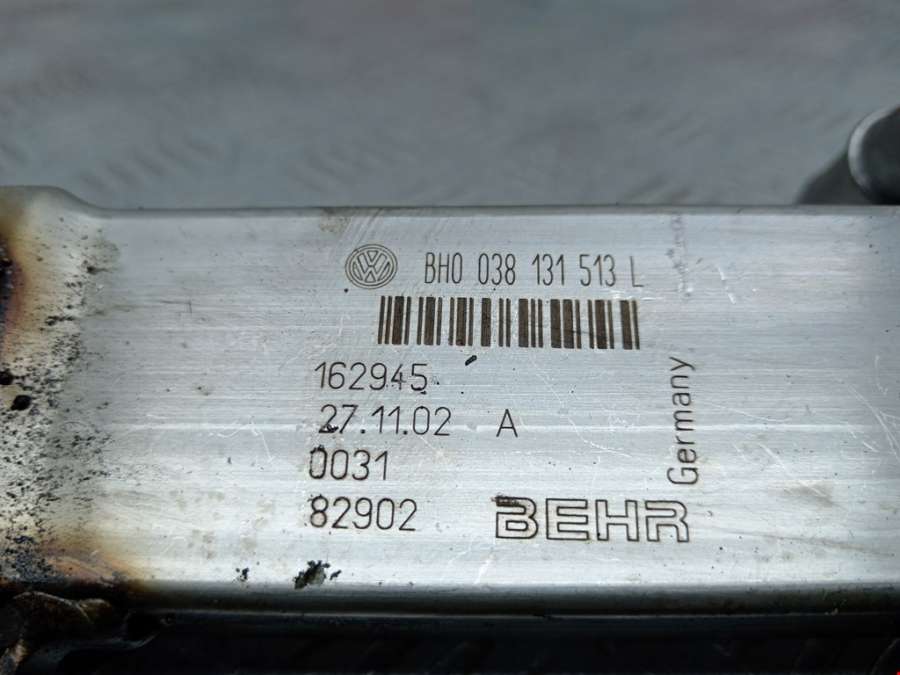 BH0 038 131 513 L
162945
27.11.02 A
0031
82902
BEHR
Germany